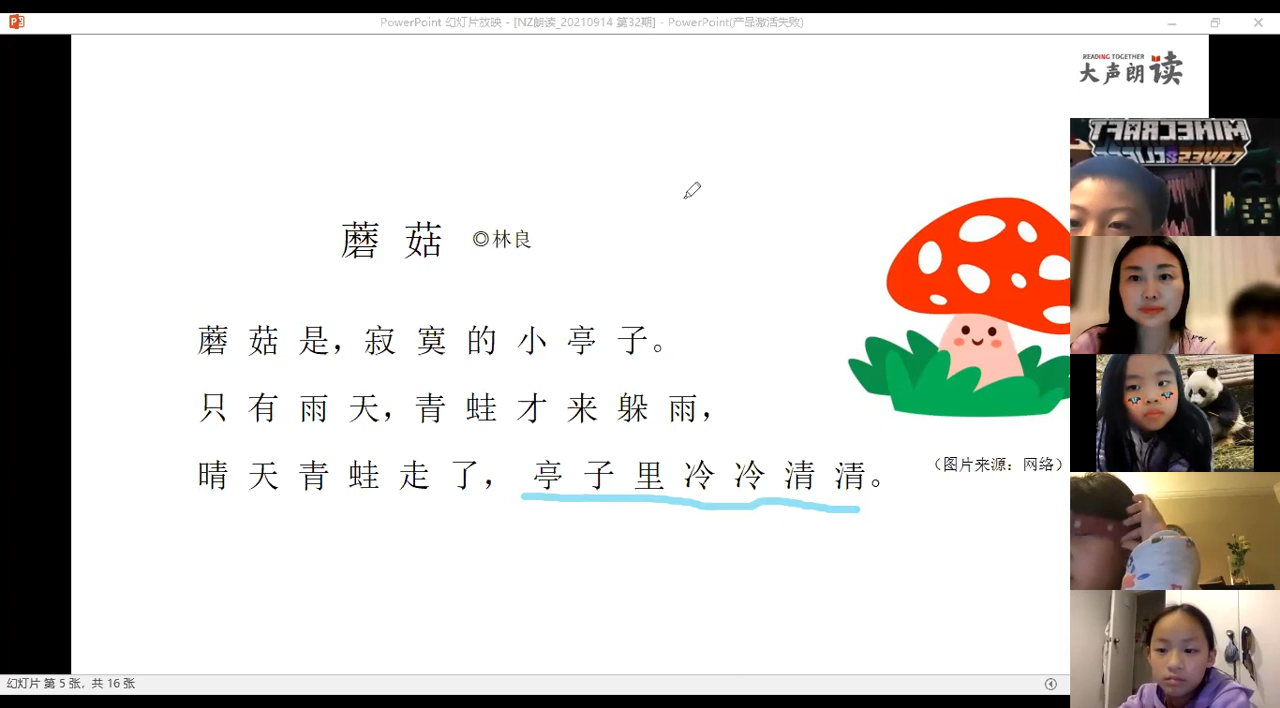 PowerPoint 幻灯片放映 - [NZ朗读_20210914 第32期] - PowerPoint(产品激活失败)
READING TOGETHER
大声朗读
MINECRAFT
CAVES & CLIFFS
蘑菇 ◎林良
蘑菇是，寂寞的小亭子。
只有雨天，青蛙才来躲雨，
晴天青蛙走了，亭子里冷冷清清。
（图片来源：网络）
幻灯片 第 5 张，共 16 张